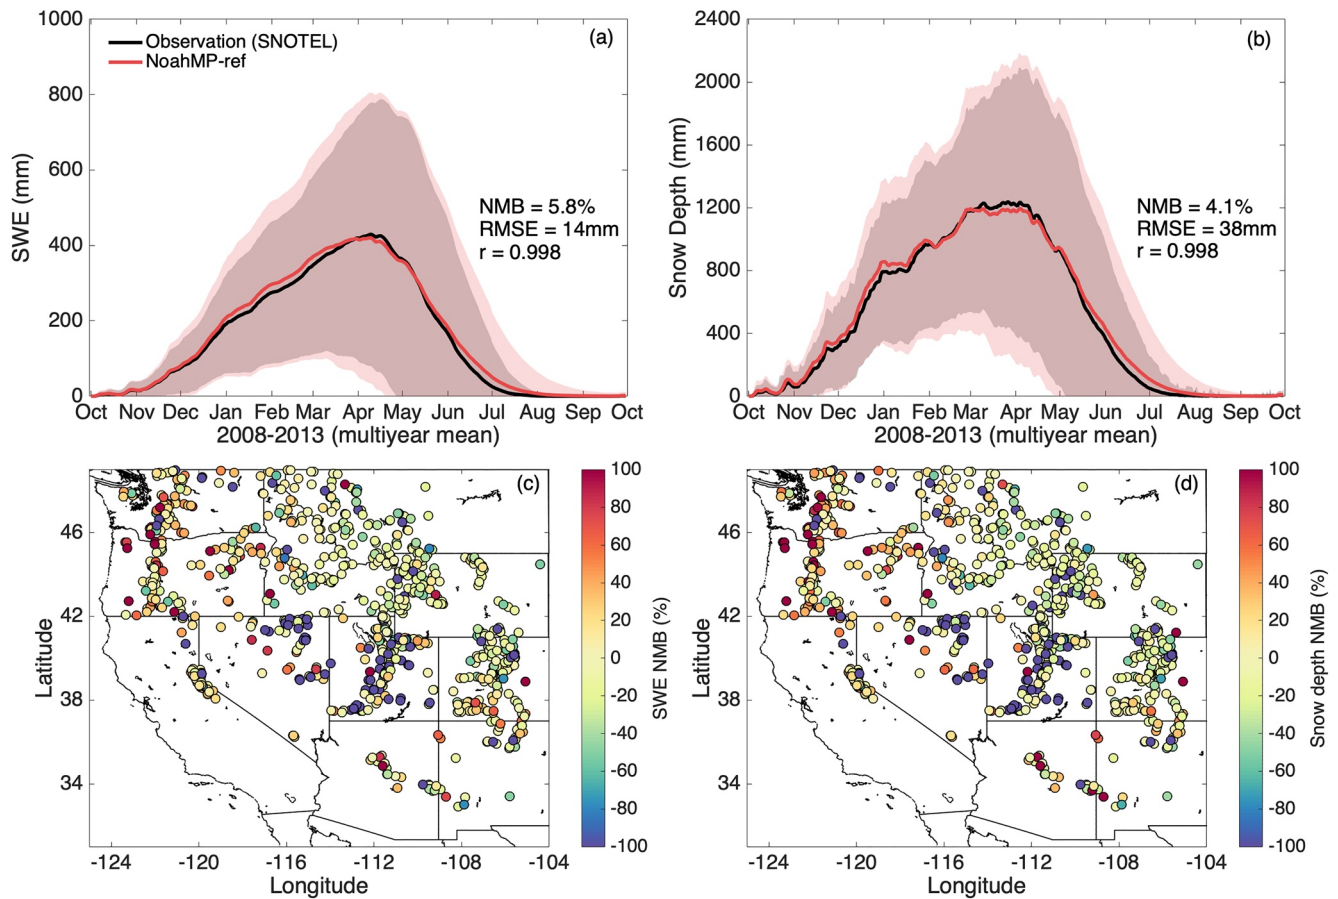 1000
800
600
400
200
0
SWE (mm)
Observation (SNOTEL)
NoahMP-ref
(a)
NMB = 5.8%
RMSE = 14mm
r = 0.998
Oct Nov Dec Jan Feb Mar Apr May Jun Jul Aug Sep Oct
2008-2013 (multiyear mean)
2400
2000
1600
1200
800
400
0
Snow Depth (mm)
(b)
NMB = 4.1%
RMSE = 38mm
r = 0.998
Oct Nov Dec Jan Feb Mar Apr May Jun Jul Aug Sep Oct
2008-2013 (multiyear mean)
46
42
38
34
Latitude
(c)
-124 -120 -116 -112 -108 -104
Longitude
100
80
60
40
20
0
-20
-40
-60
-80
-100
SWE NMB (%)
46
42
38
34
Latitude
(d)
-124 -120 -116 -112 -108 -104
Longitude
100
80
60
40
20
0
-20
-40
-60
-80
-100
Snow depth NMB (%)